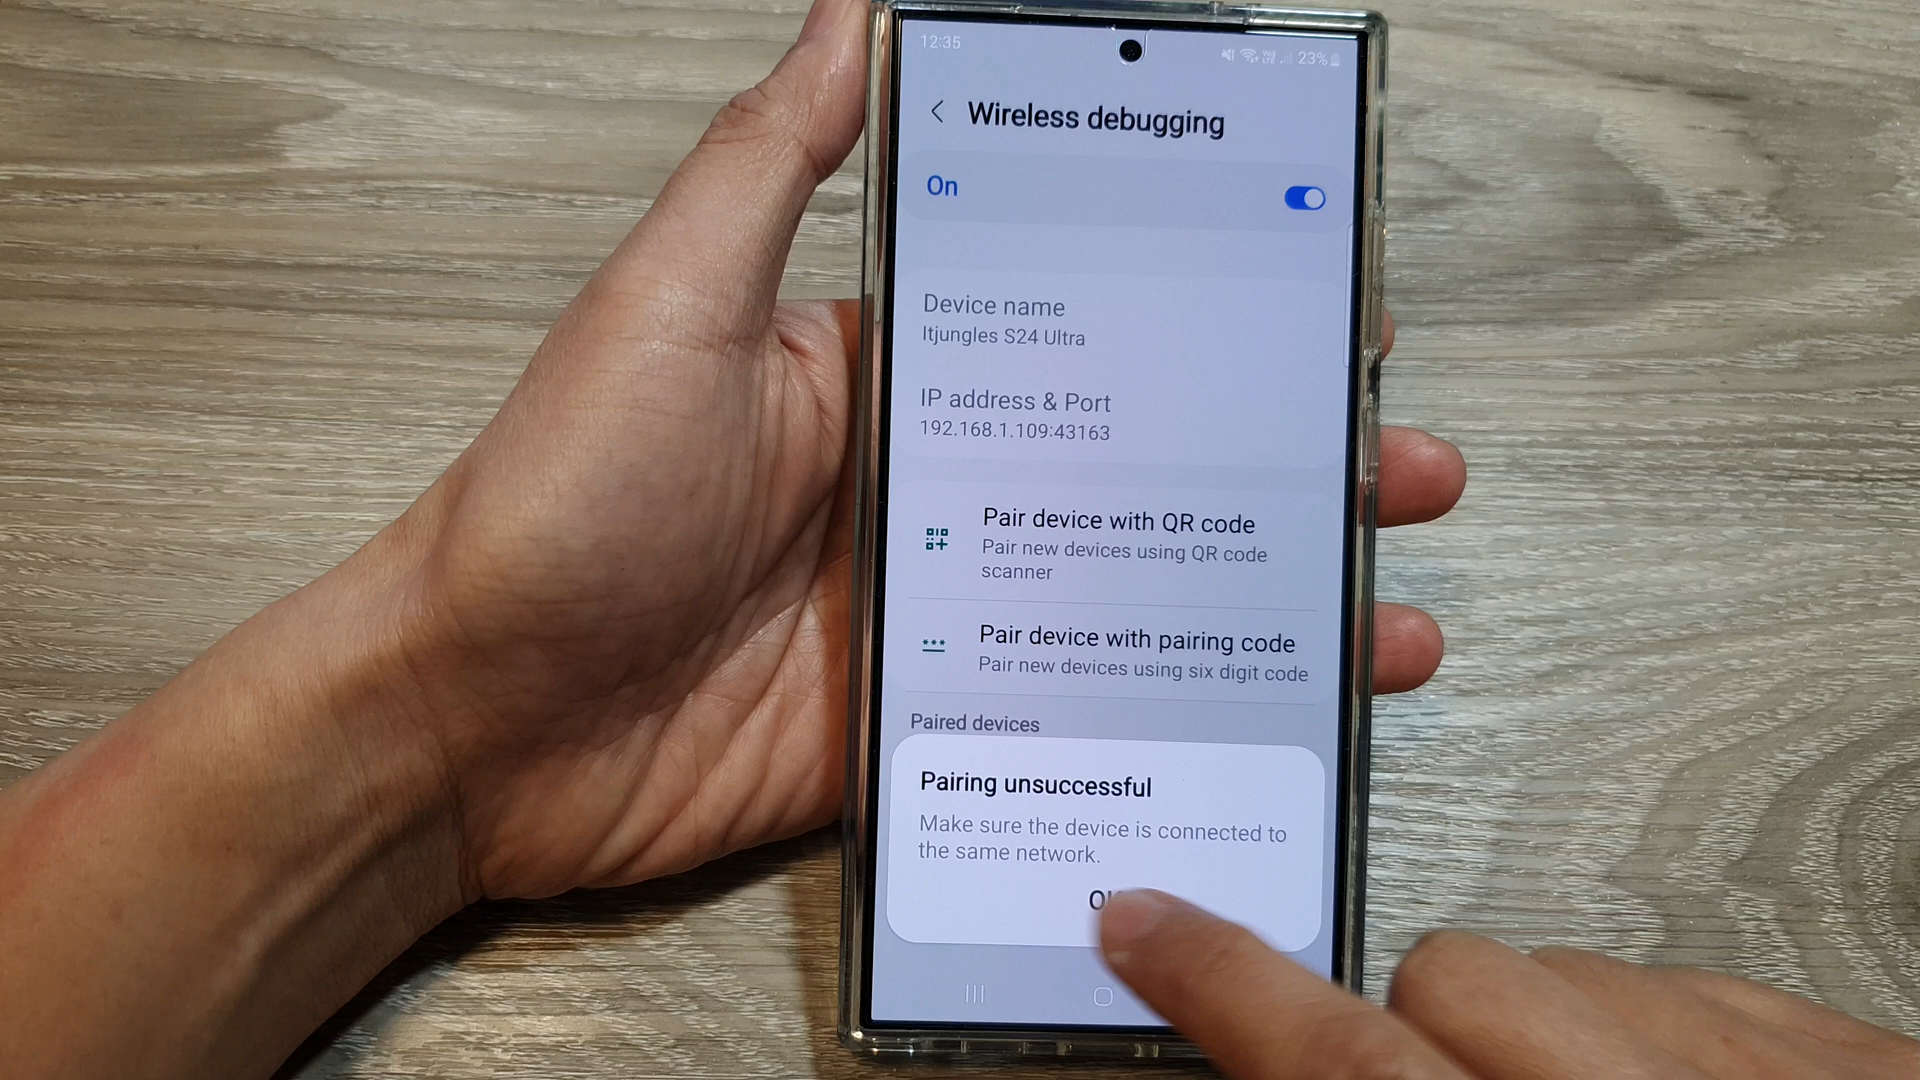 12:35
23%
Wireless debugging
On
Device name
Itjungles S24 Ultra
IP address & Port
192.168.1.109:43163
Pair device with QR code
Pair new devices using QR code
scanner
Pair device with pairing code
Pair new devices using six digit code
Paired devices
Pairing unsuccessful
Make sure the device is connected to
the same network.